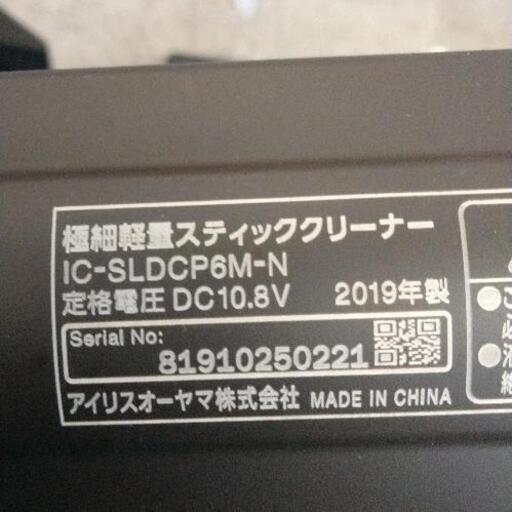 極細軽量スティッククリーナー
IC-SLDCP6M-N
定格電圧 DC10.8V 2019年製
Serial No:
81910250221
アイリスオーヤマ株式会社 MADE IN CHINA